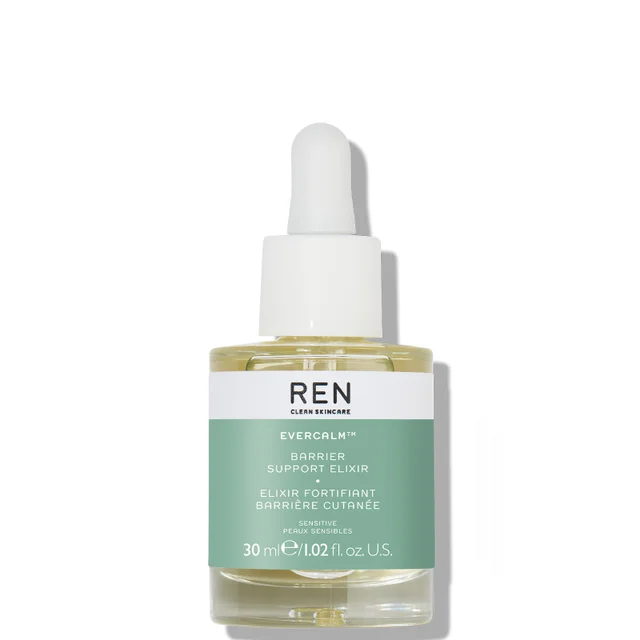 REN
CLEAN SKINCARE
EVERCALM™
BARRIER
SUPPORT ELIXIR
•
ELIXIR FORTIFIANT
BARRIÈRE CUTANÉE
SENSITIVE
PEAUX SENSIBLES
30 ml℮/1.02 fl. oz. U.S.